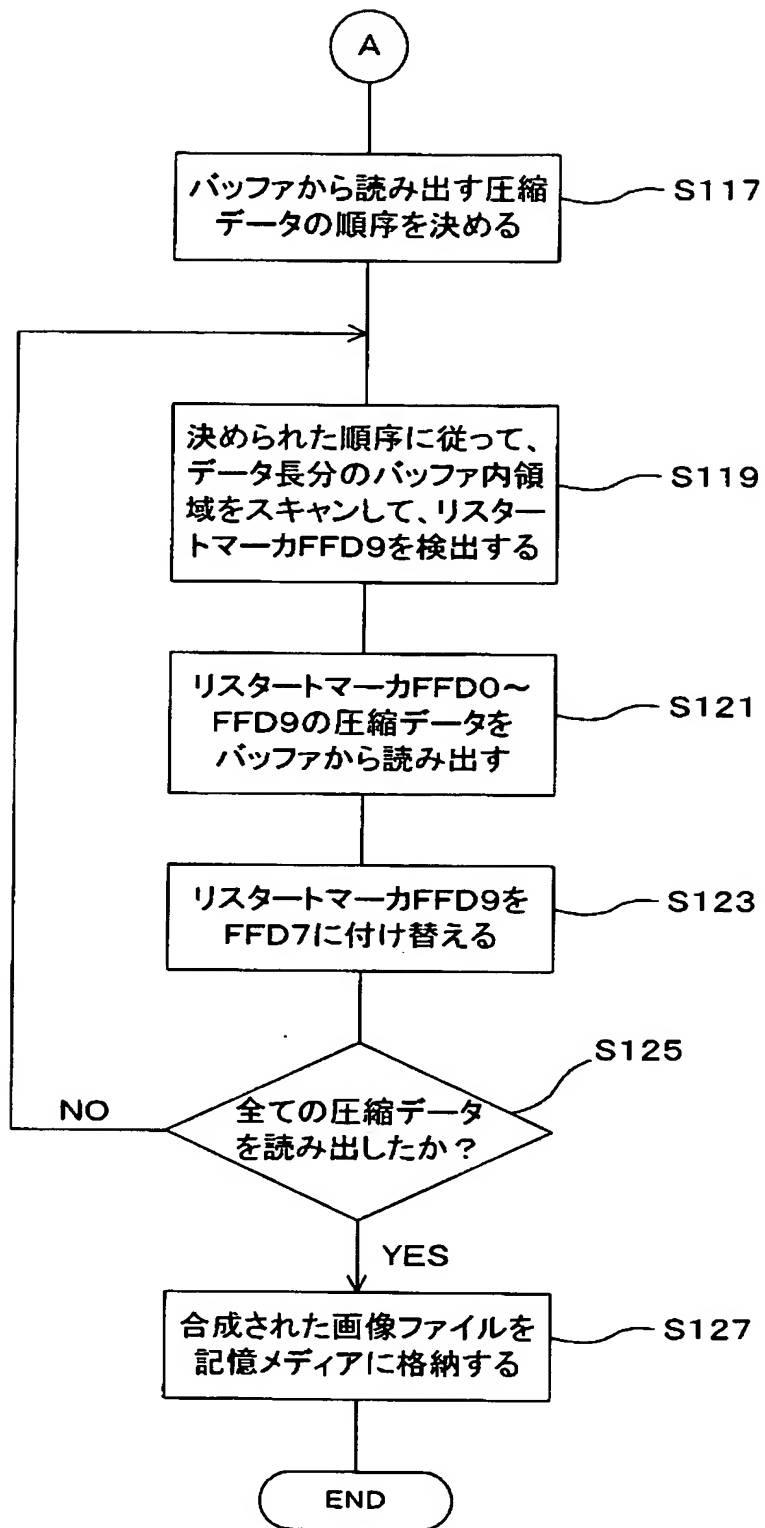 A
バッファから読み出す圧縮
データの順序を決める
S117
決められた順序に従って、
データ長分のバッファ内領
域をスキャンして、リスター
トマーカFFD9を検出する
S119
リスタートマーカFFD0～
FFD9の圧縮データを
バッファから読み出す
S121
リスタートマーカFFD9を
FFD7に付け替える
S123
S125
全ての圧縮データ
を読み出したか？
NO
YES
合成された画像ファイルを
記憶メディアに格納する
S127
END